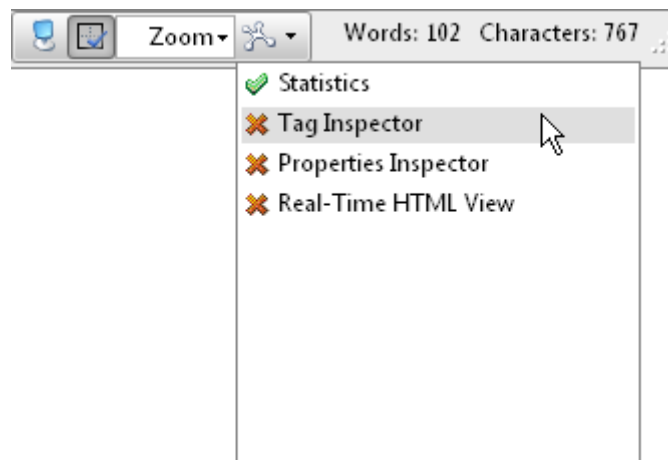 Zoom Words: 102 Characters: 767
Statistics
Tag Inspector
Properties Inspector
Real-Time HTML View